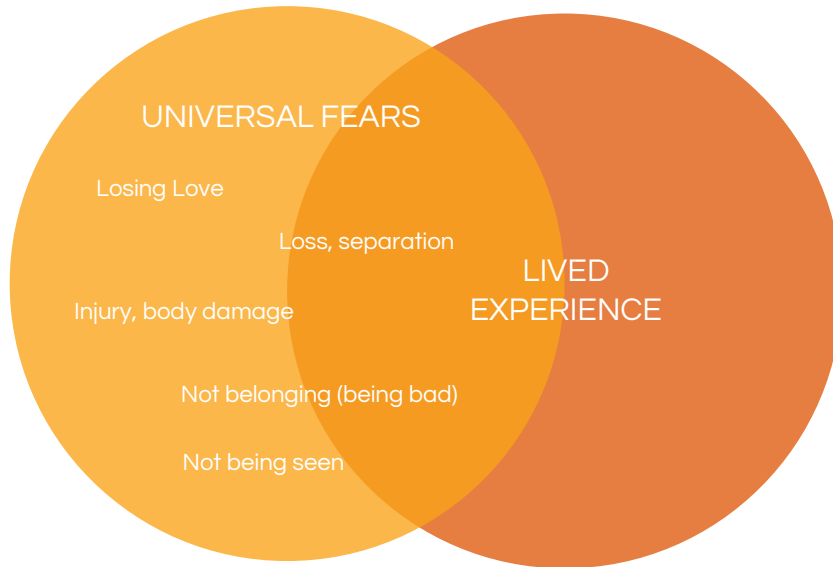 UNIVERSAL FEARS
Losing Love
Loss, separation
Injury, body damage
Not belonging (being bad)
Not being seen
LIVED
EXPERIENCE